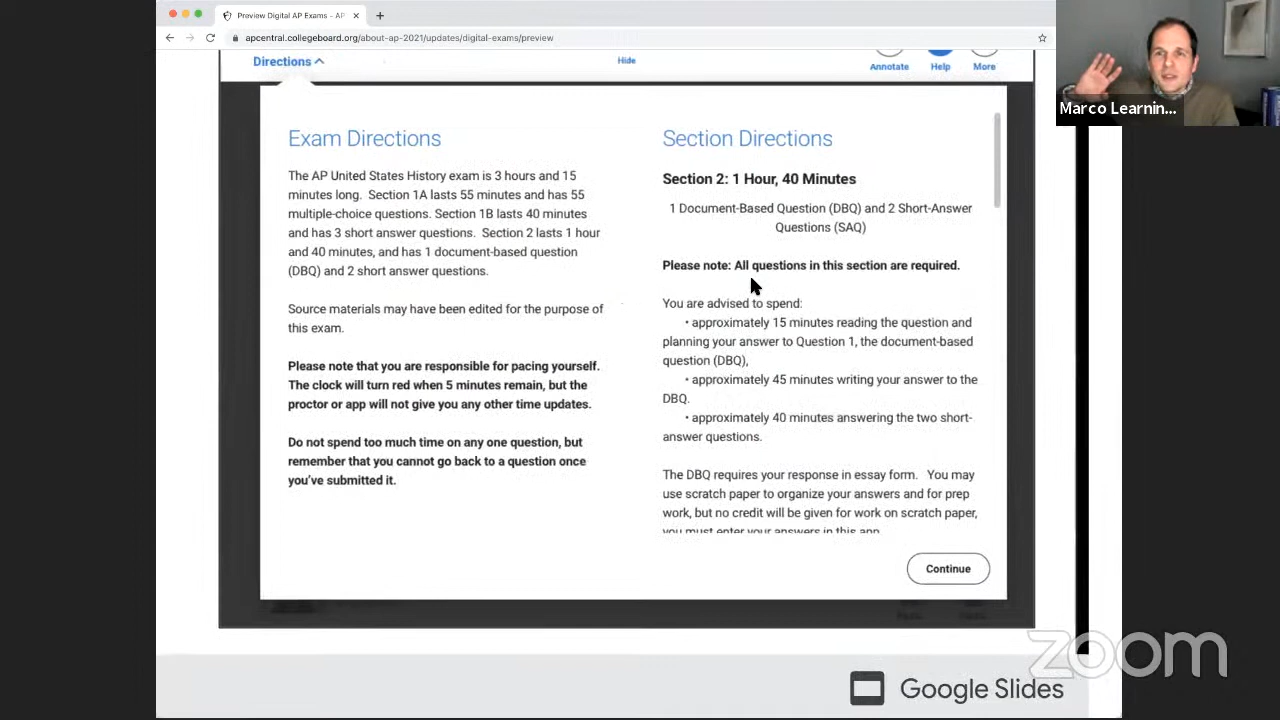 Preview Digital AP Exams – AP
apcentral.collegeboard.org/about-ap-2021/updates/digital-exams/preview
Directions
Hide
Annotate
Help
More
Marco Learnin...
Exam Directions
The AP United States History exam is 3 hours and 15
minutes long. Section 1A lasts 55 minutes and has 55
multiple-choice questions. Section 1B lasts 40 minutes
and has 3 short answer questions. Section 2 lasts 1 hour
and 40 minutes, and has 1 document-based question
(DBQ) and 2 short answer questions.
Source materials may have been edited for the purpose of
this exam.
Please note that you are responsible for pacing yourself.
The clock will turn red when 5 minutes remain, but the
proctor or app will not give you any other time updates.
Do not spend too much time on any one question, but
remember that you cannot go back to a question once
you've submitted it.
Section Directions
Section 2: 1 Hour, 40 Minutes
1 Document-Based Question (DBQ) and 2 Short-Answer
Questions (SAQ)
Please note: All questions in this section are required.
You are advised to spend:
• approximately 15 minutes reading the question and
planning your answer to Question 1, the document-based
question (DBQ),
• approximately 45 minutes writing your answer to the
DBQ.
• approximately 40 minutes answering the two short-
answer questions.
The DBQ requires your response in essay form. You may
use scratch paper to organize your answers and for prep
work, but no credit will be given for work on scratch paper,
you must enter your answers in this app
Continue
zoom
Google Slides